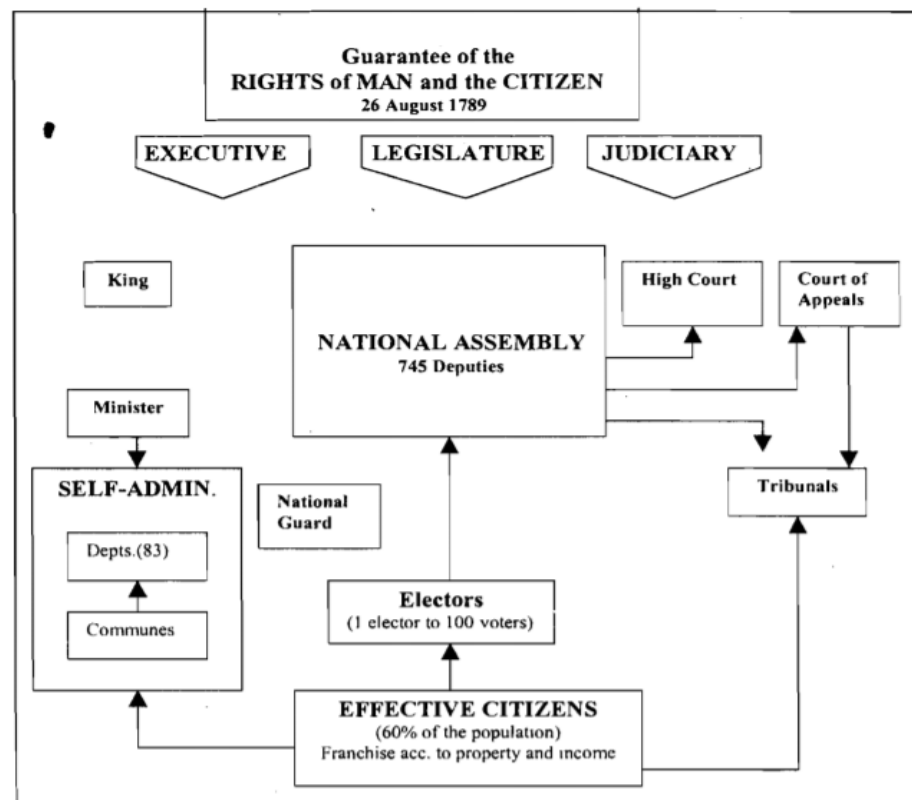 Guarantee of the
RIGHTS of MAN and the CITIZEN
26 August 1789
EXECUTIVE
LEGISLATURE
JUDICIARY
King
NATIONAL ASSEMBLY
745 Deputies
High Court
Court of
Appeals
Minister
SELF-ADMIN.
Depts.(83)
Communes
National
Guard
Tribunals
Electors
(1 elector to 100 voters)
EFFECTIVE CITIZENS
(60% of the population)
Franchise acc. to property and income